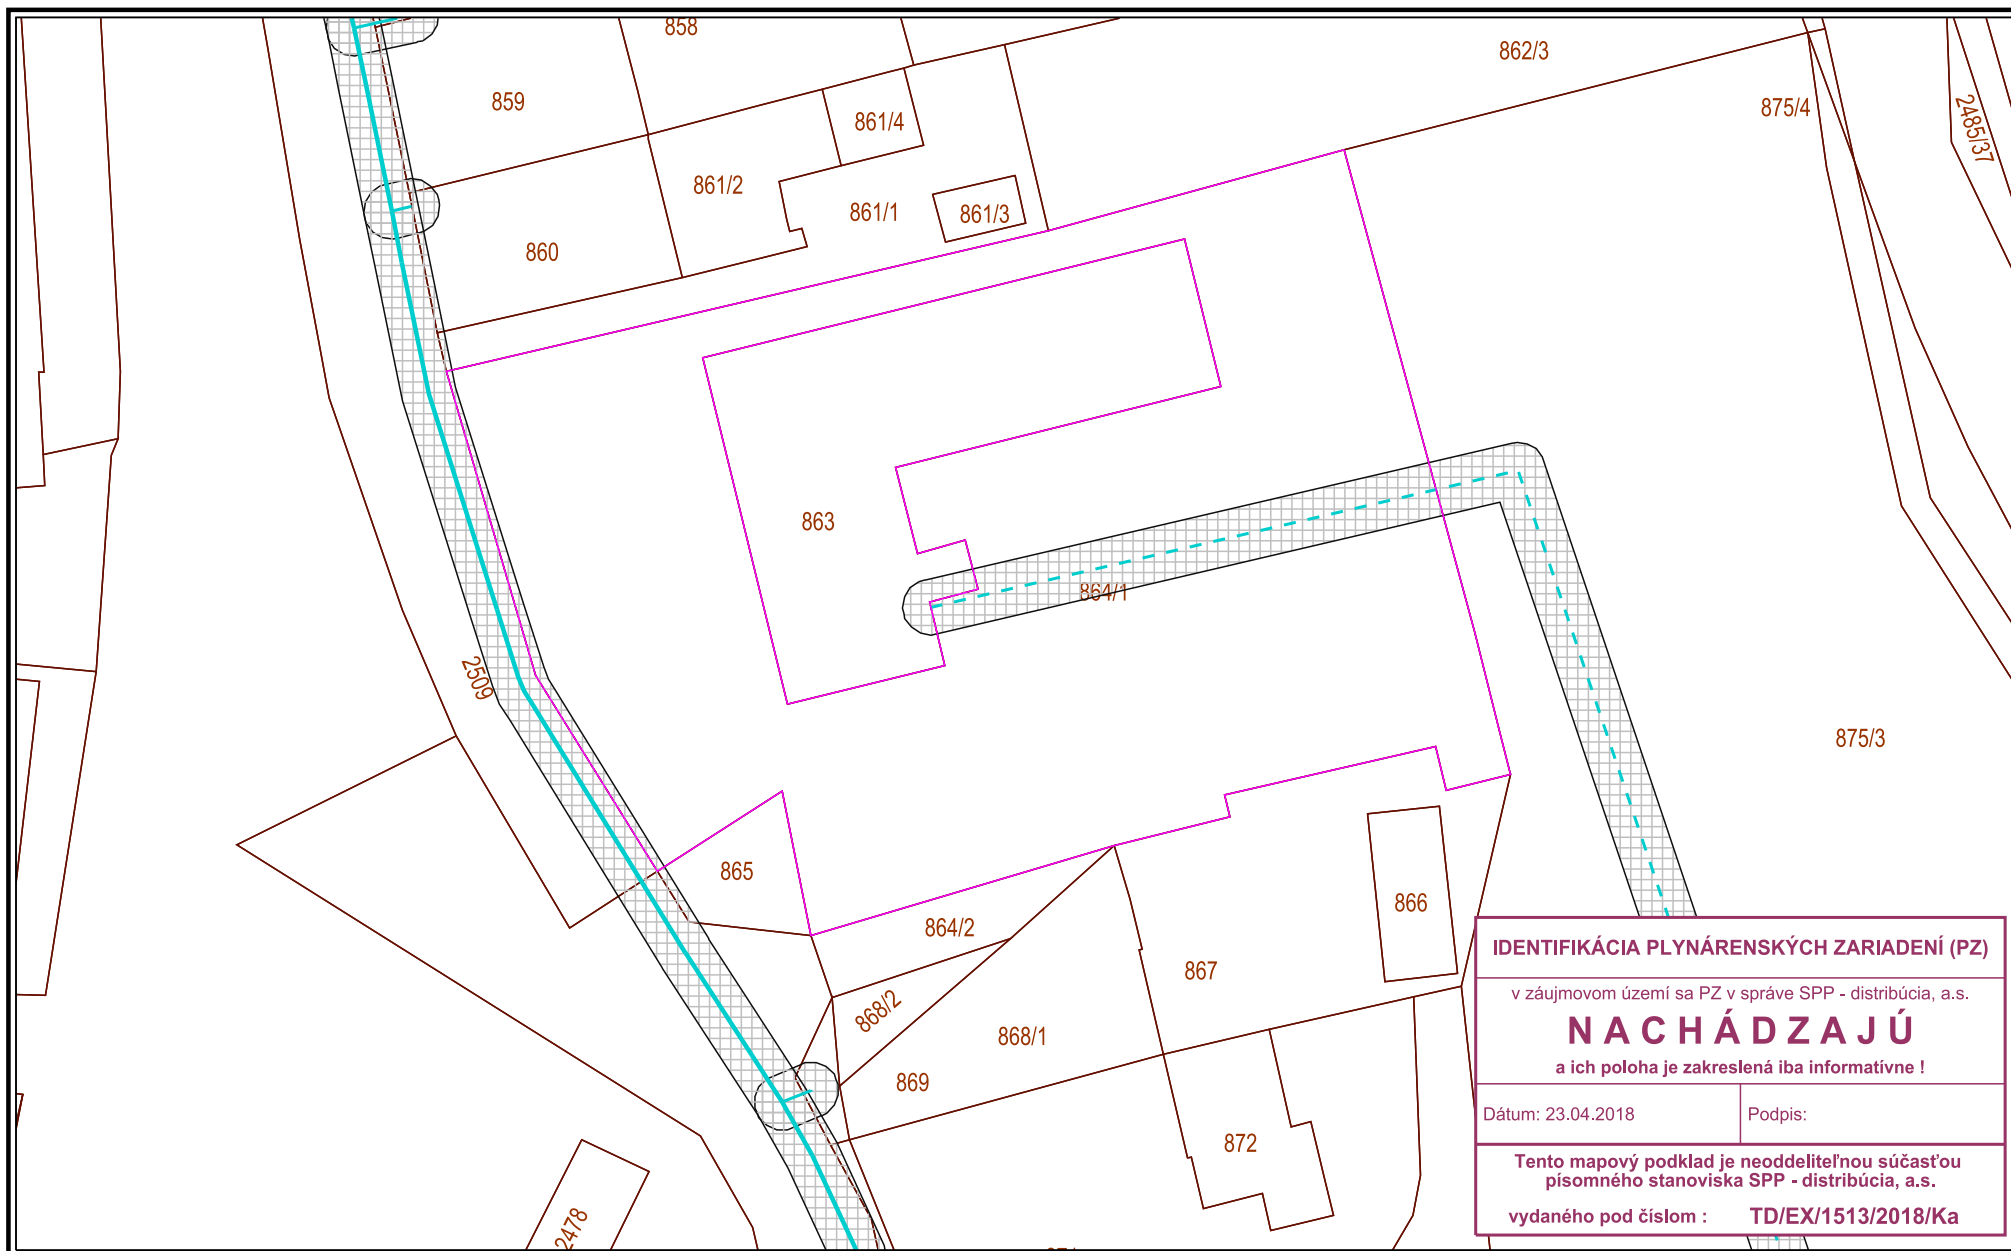 858
862/3
859
861/4
875/4
2485/37
861/2
861/1
861/3
860
863
864/1
2509
875/3
865
866
864/2
867
868/2
868/1
869
872
2478
IDENTIFIKÁCIA PLYNÁRENSKÝCH ZARIADENÍ (PZ)
v záujmovom území sa PZ v správe SPP - distribúcia, a.s.
NACHÁDZAJÚ
a ich poloha je zakreslená iba informatívne !
Dátum: 23.04.2018
Podpis:
Tento mapový podklad je neoddeliteľnou súčasťou
písomného stanoviska SPP - distribúcia, a.s.
vydaného pod číslom : TD/EX/1513/2018/Ka